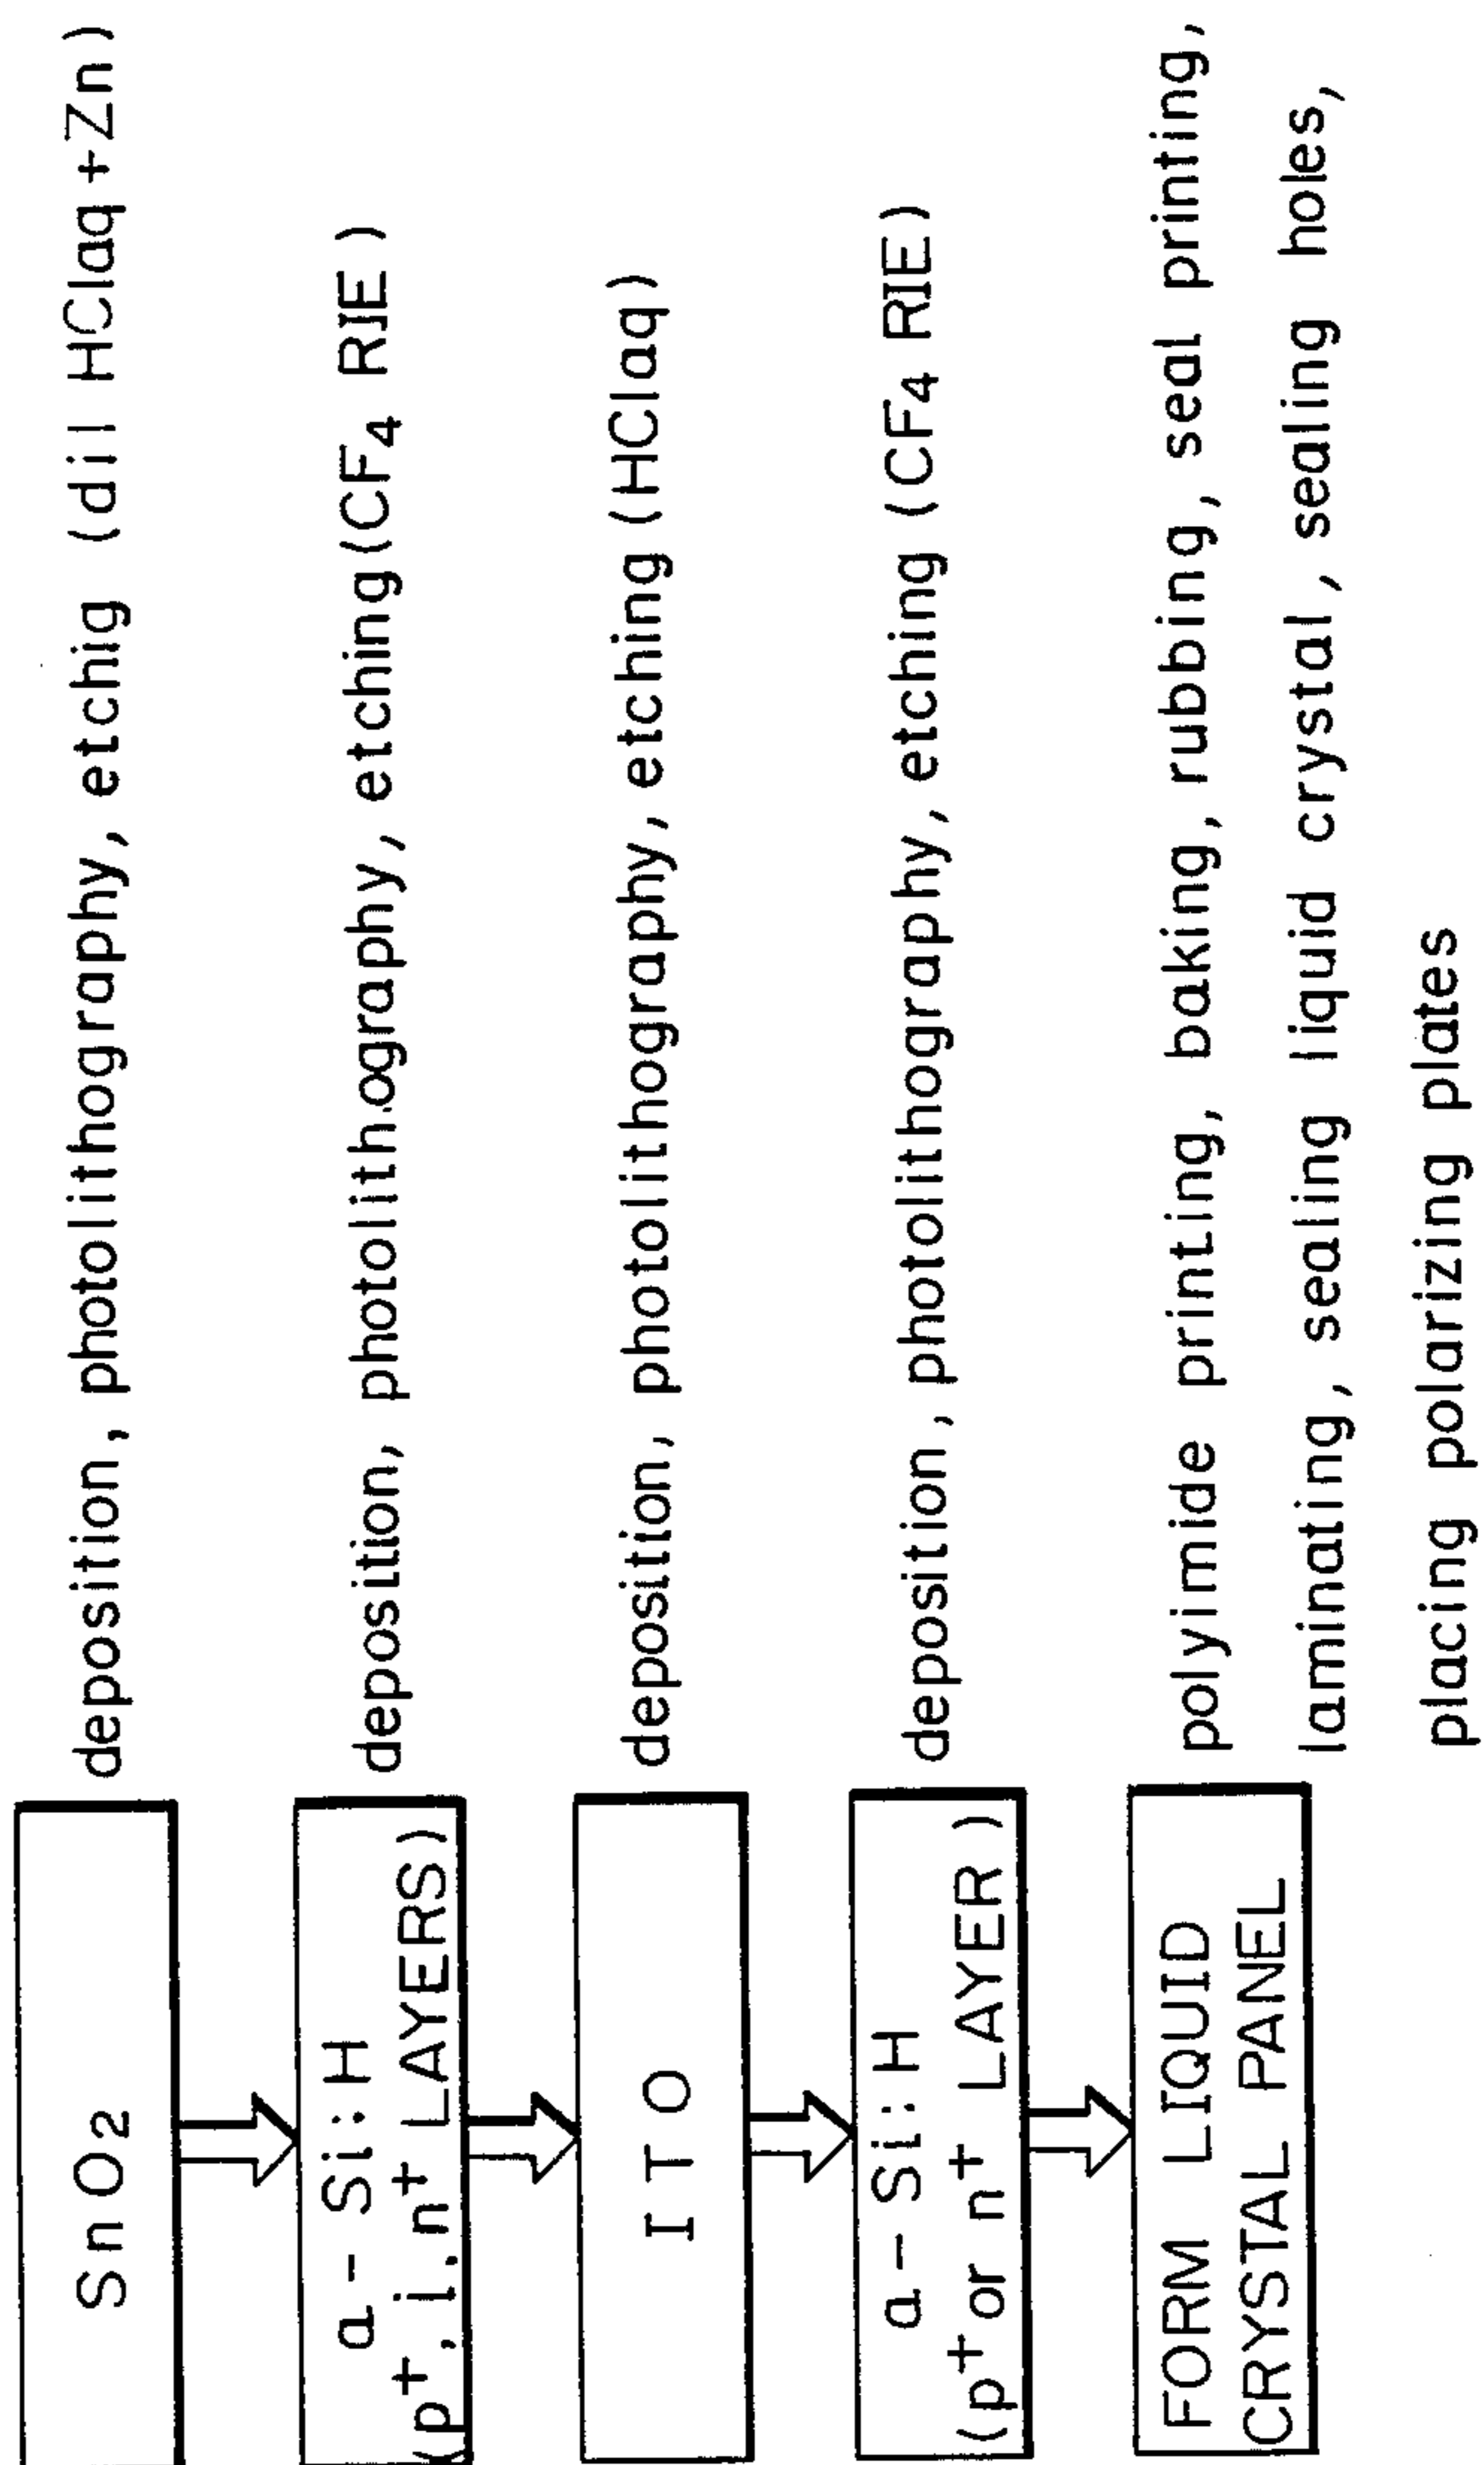 SnO₂ deposition, photolithography, etchig (dil HClaq+Zn)
a-Si:H
(p⁺, i, n⁺ LAYERS) deposition, photolithography, etching (CF₄ RIE)
ITO deposition, photolithography, etching (HClaq)
a-Si:H
(p⁺ or n⁺ LAYER) deposition, photolithography, etching (CF₄ RIE)
FORM LIQUID
CRYSTAL PANEL
polyimide printing, baking, rubbing, seal printing,
laminating, sealing liquid crystal, sealing holes,
placing polarizing plates